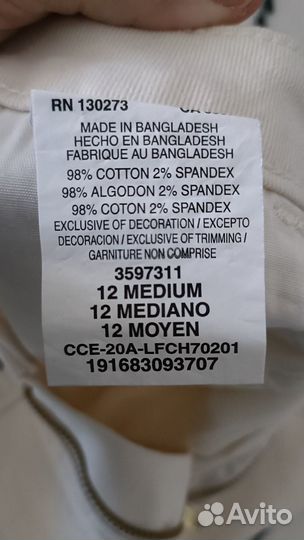 RN 130273
MADE IN BANGLADESH
HECHO EN BANGLADESH
FABRIQUE AU BANGLADESH
98% COTTON 2% SPANDEX
98% ALGODON 2% SPANDEX
98% COTON 2% SPANDEX
EXCLUSIVE OF DECORATION / EXCEPTO
DECORACION / EXCLUSIVE OF TRIMMING /
GARNITURE NON COMPRISE
3597311
12 MEDIUM
12 MEDIANO
12 MOYEN
CCE-20A-LFCH70201
191683093707
Avito